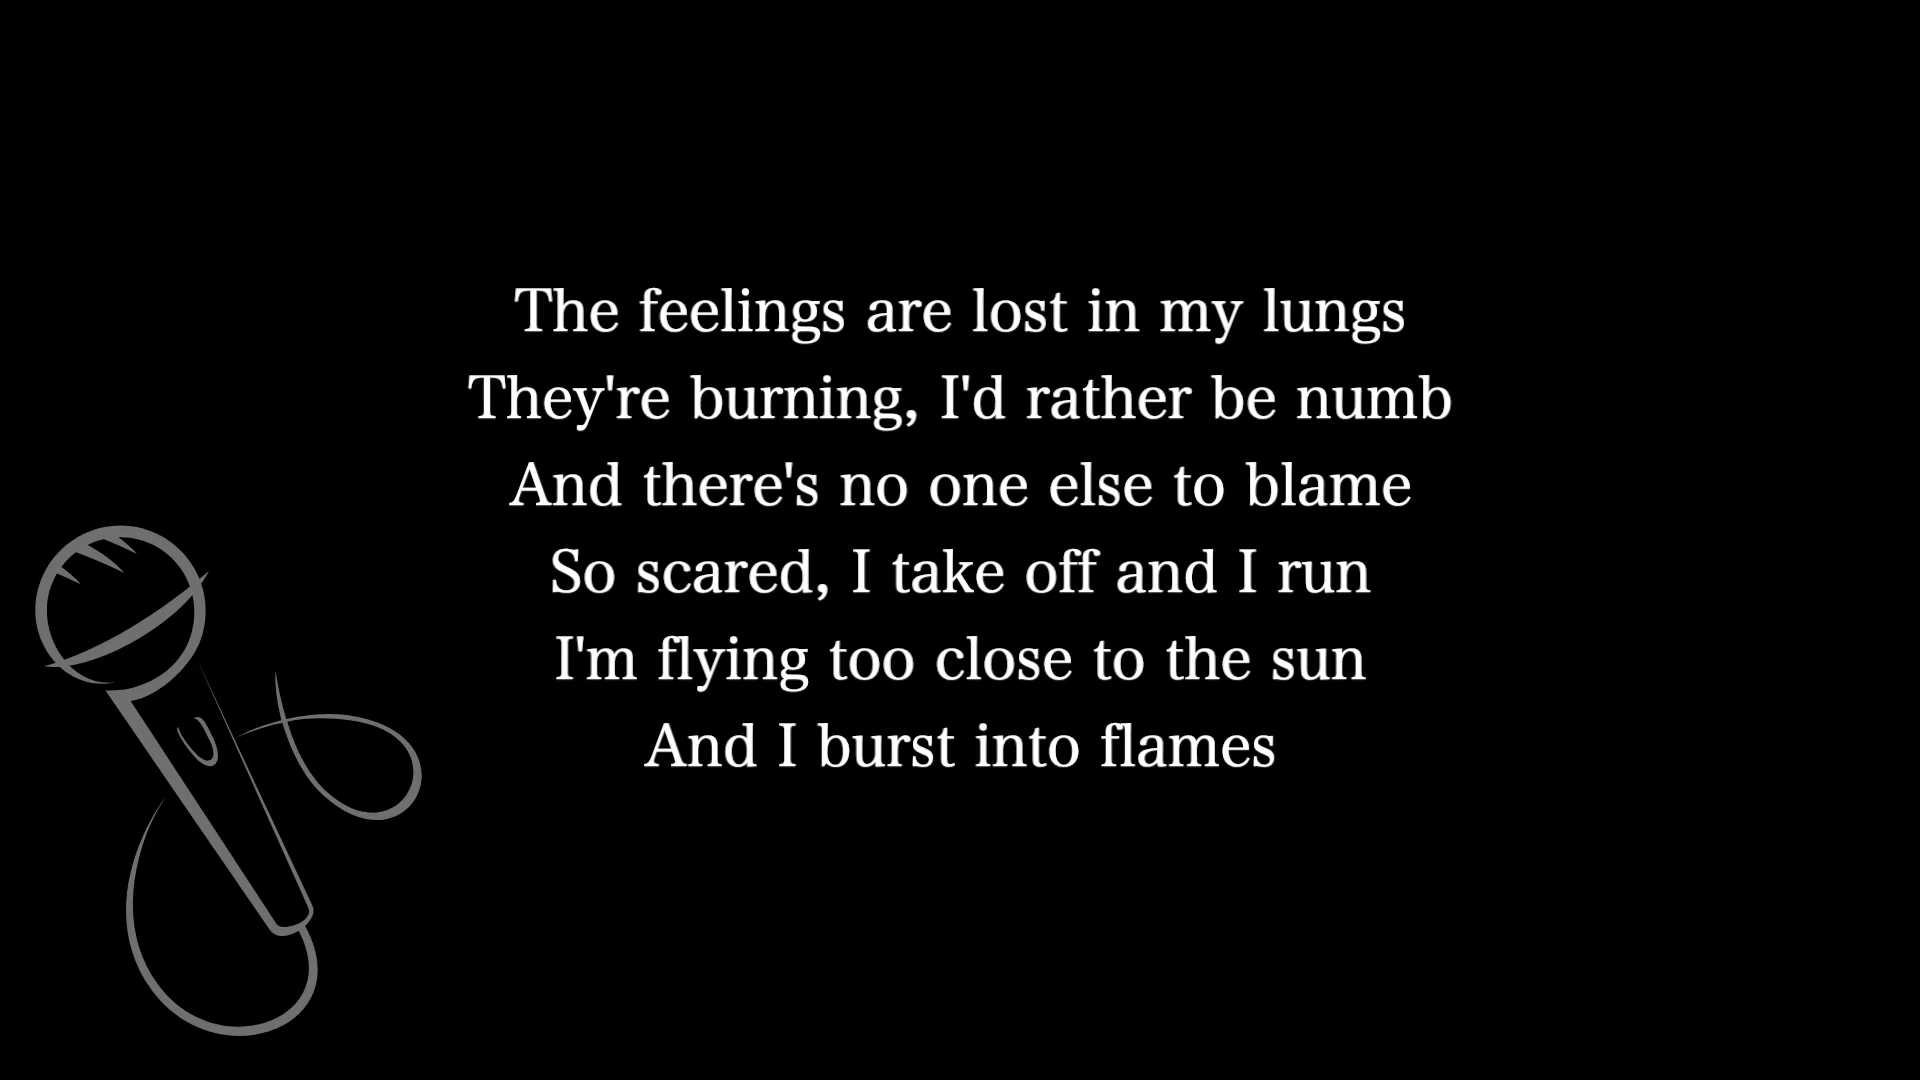 The feelings are lost in my lungs
They're burning, I'd rather be numb
And there's no one else to blame
So scared, I take off and I run
I'm flying too close to the sun
And I burst into flames